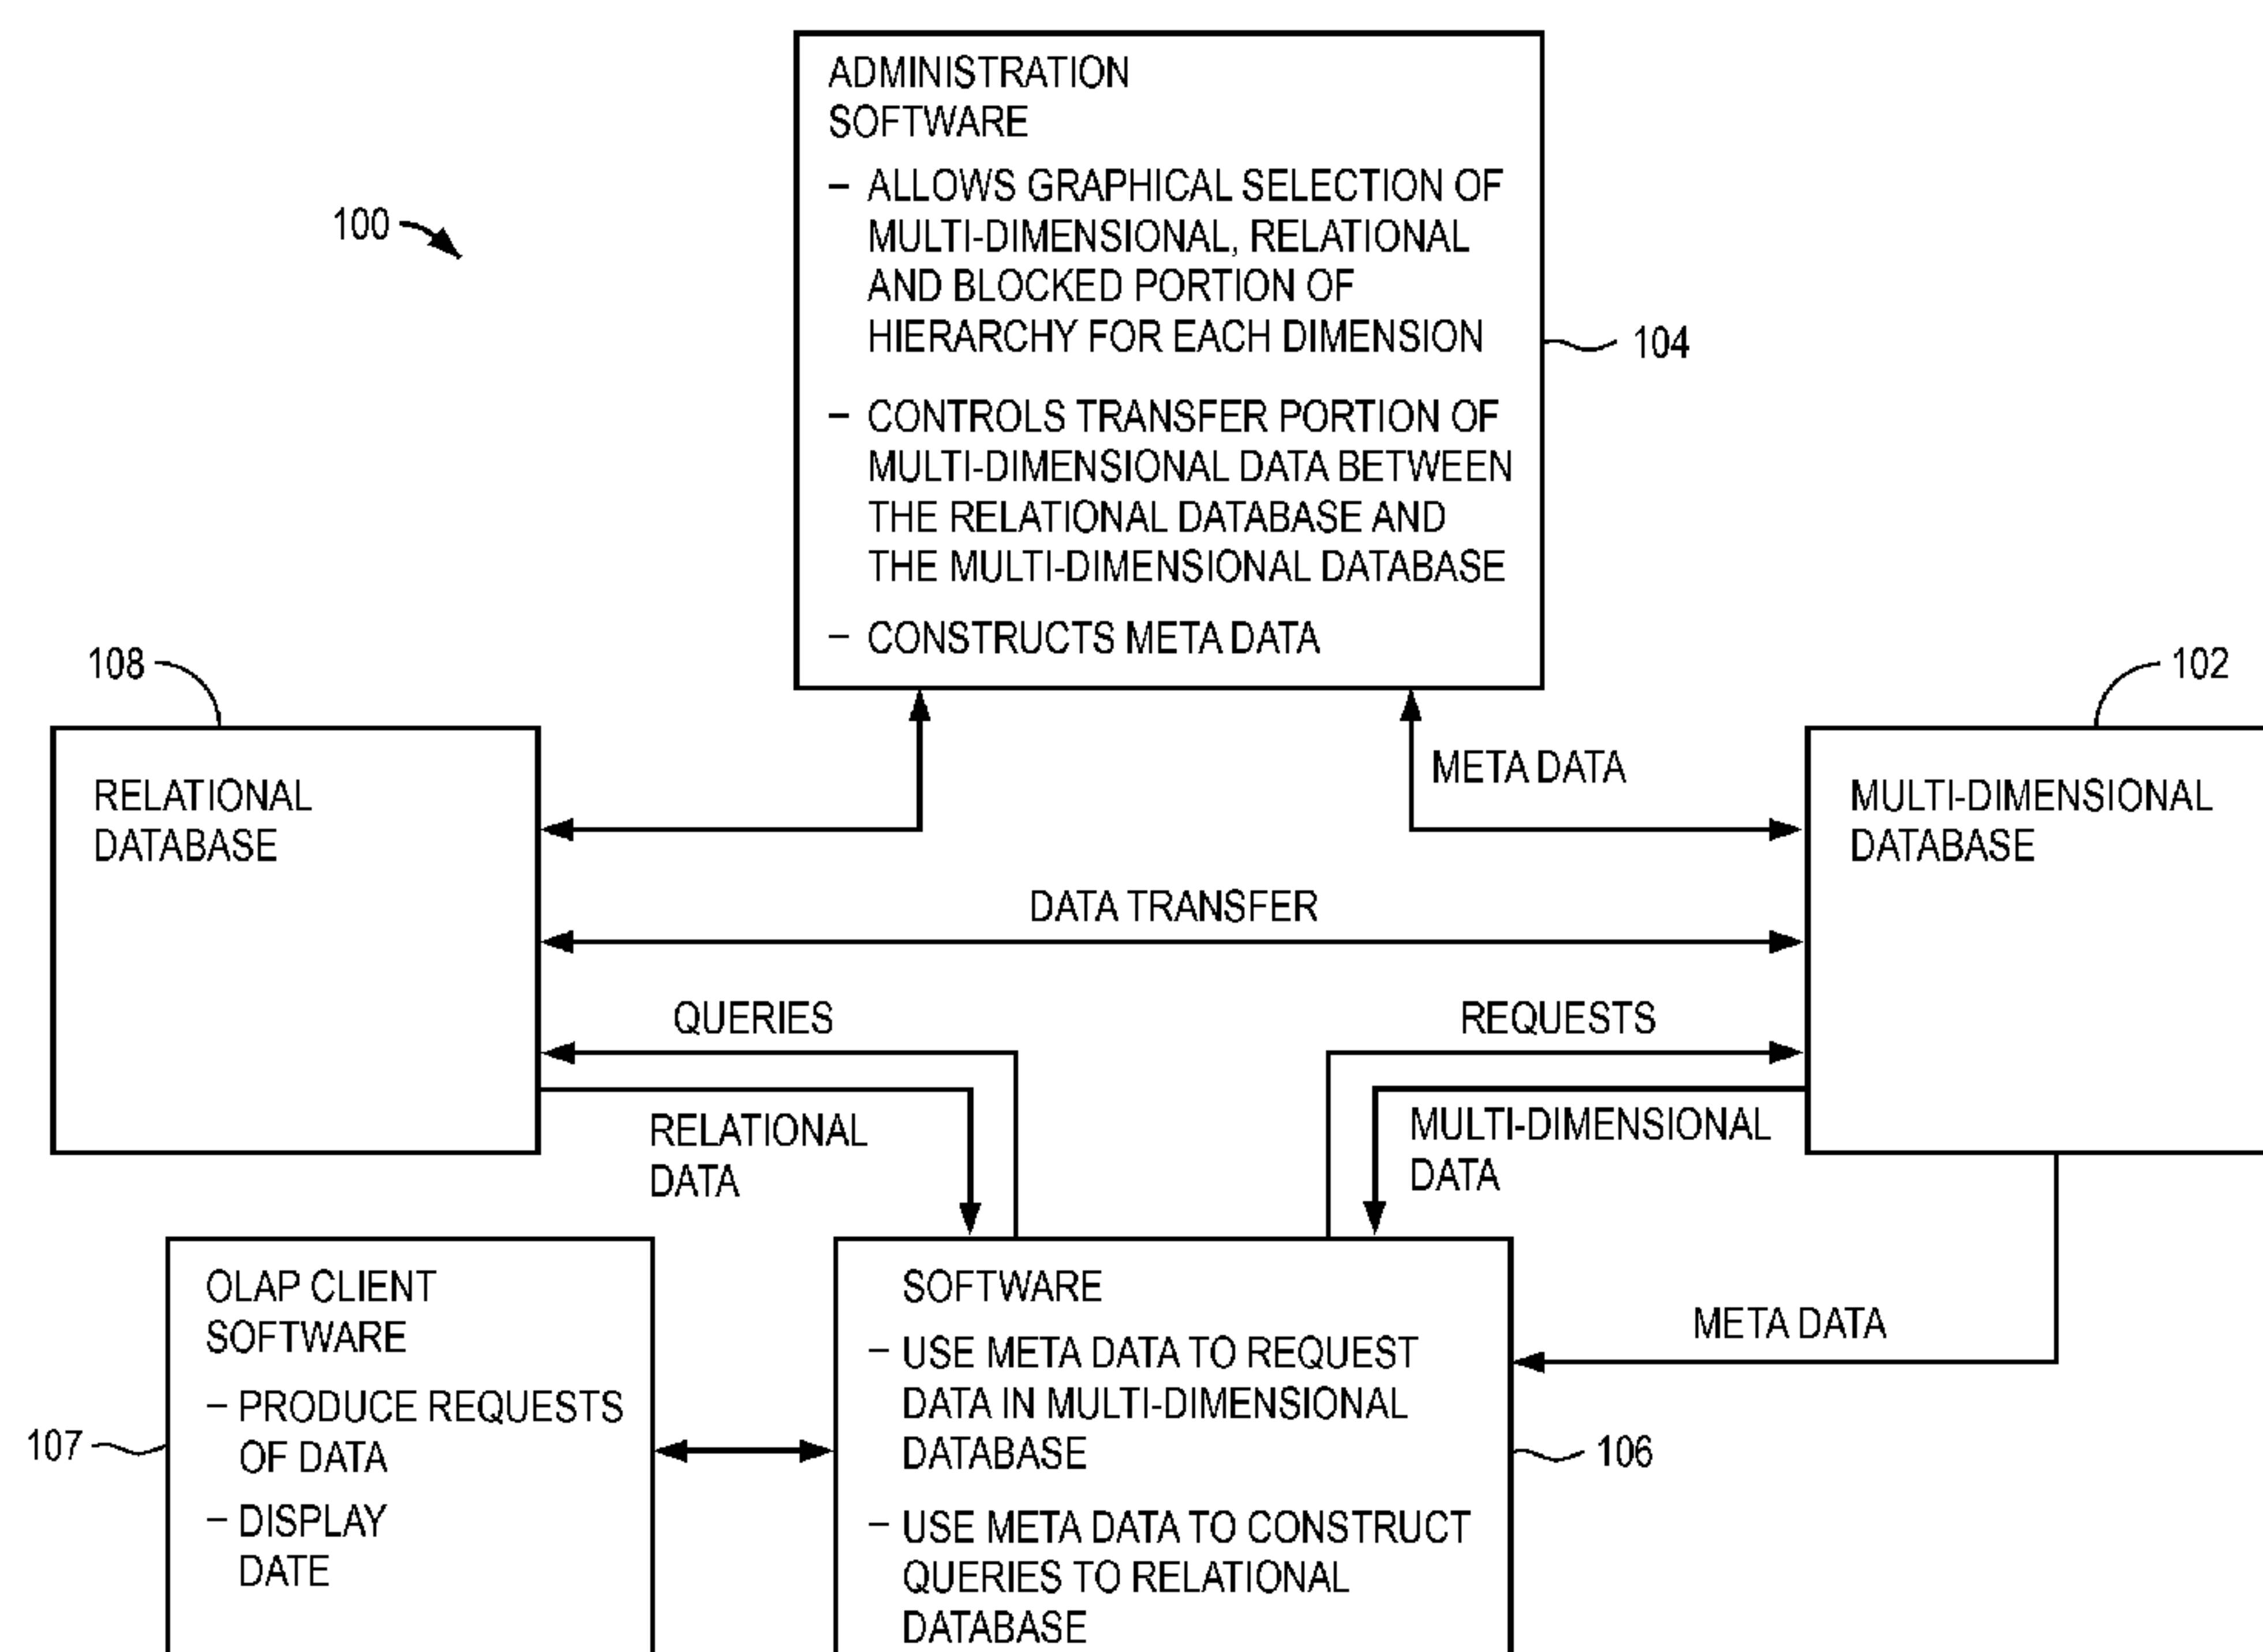 ADMINISTRATION
SOFTWARE
– ALLOWS GRAPHICAL SELECTION OF
MULTI-DIMENSIONAL, RELATIONAL
AND BLOCKED PORTION OF
HIERARCHY FOR EACH DIMENSION
– CONTROLS TRANSFER PORTION OF
MULTI-DIMENSIONAL DATA BETWEEN
THE RELATIONAL DATABASE AND
THE MULTI-DIMENSIONAL DATABASE
– CONSTRUCTS META DATA
100
104
108
102
RELATIONAL
DATABASE
META DATA
MULTI-DIMENSIONAL
DATABASE
DATA TRANSFER
QUERIES
REQUESTS
RELATIONAL
DATA
MULTI-DIMENSIONAL
DATA
OLAP CLIENT
SOFTWARE
– PRODUCE REQUESTS
OF DATA
– DISPLAY
DATE
107
SOFTWARE
– USE META DATA TO REQUEST
DATA IN MULTI-DIMENSIONAL
DATABASE
– USE META DATA TO CONSTRUCT
QUERIES TO RELATIONAL
DATABASE
META DATA
106